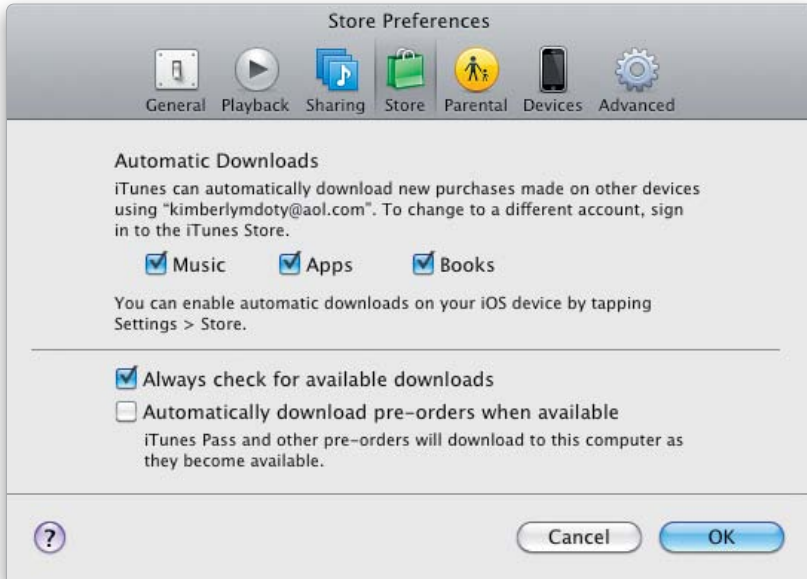 Store Preferences
General Playback Sharing Store Parental Devices Advanced
Automatic Downloads
iTunes can automatically download new purchases made on other devices
using “kimberlymdoty@aol.com”. To change to a different account, sign
in to the iTunes Store.
Music Apps Books
You can enable automatic downloads on your iOS device by tapping
Settings > Store.
Always check for available downloads
Automatically download pre-orders when available
iTunes Pass and other pre-orders will download to this computer as
they become available.
? Cancel OK